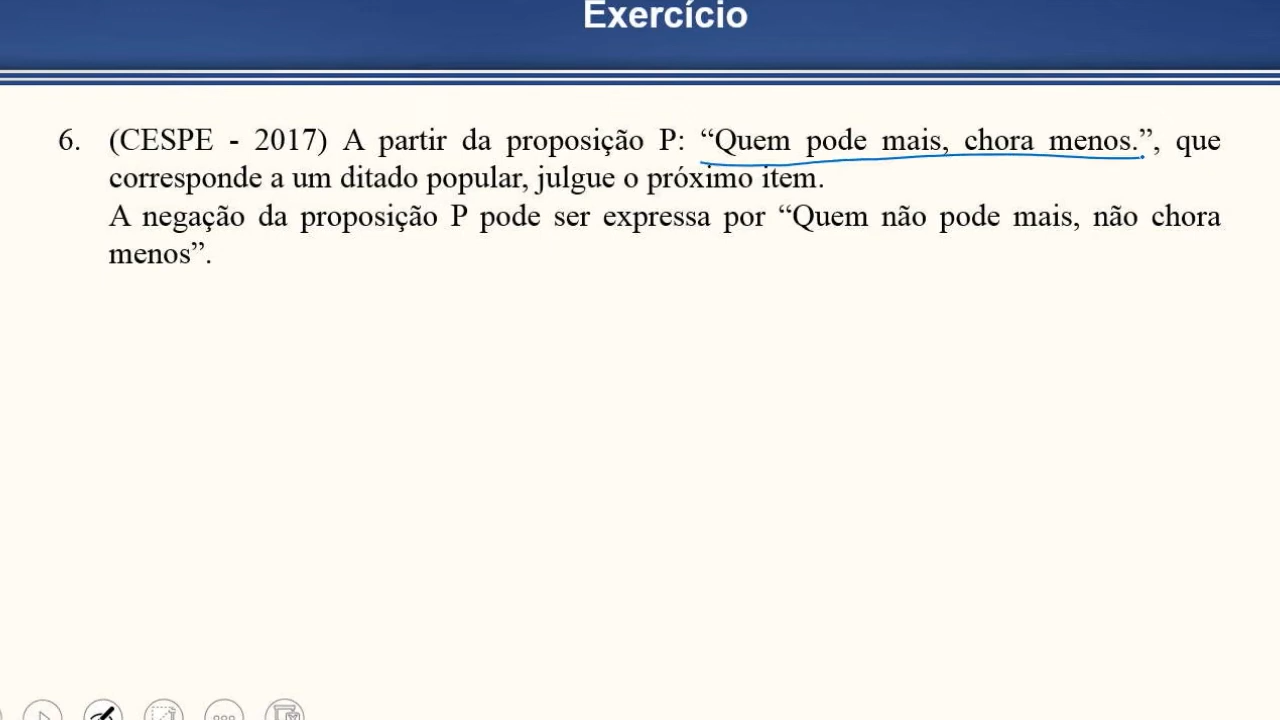 Exercício
6. (CESPE - 2017) A partir da proposição P: “Quem pode mais, chora menos.”, que
corresponde a um ditado popular, julgue o próximo item.
A negação da proposição P pode ser expressa por “Quem não pode mais, não chora
menos”.